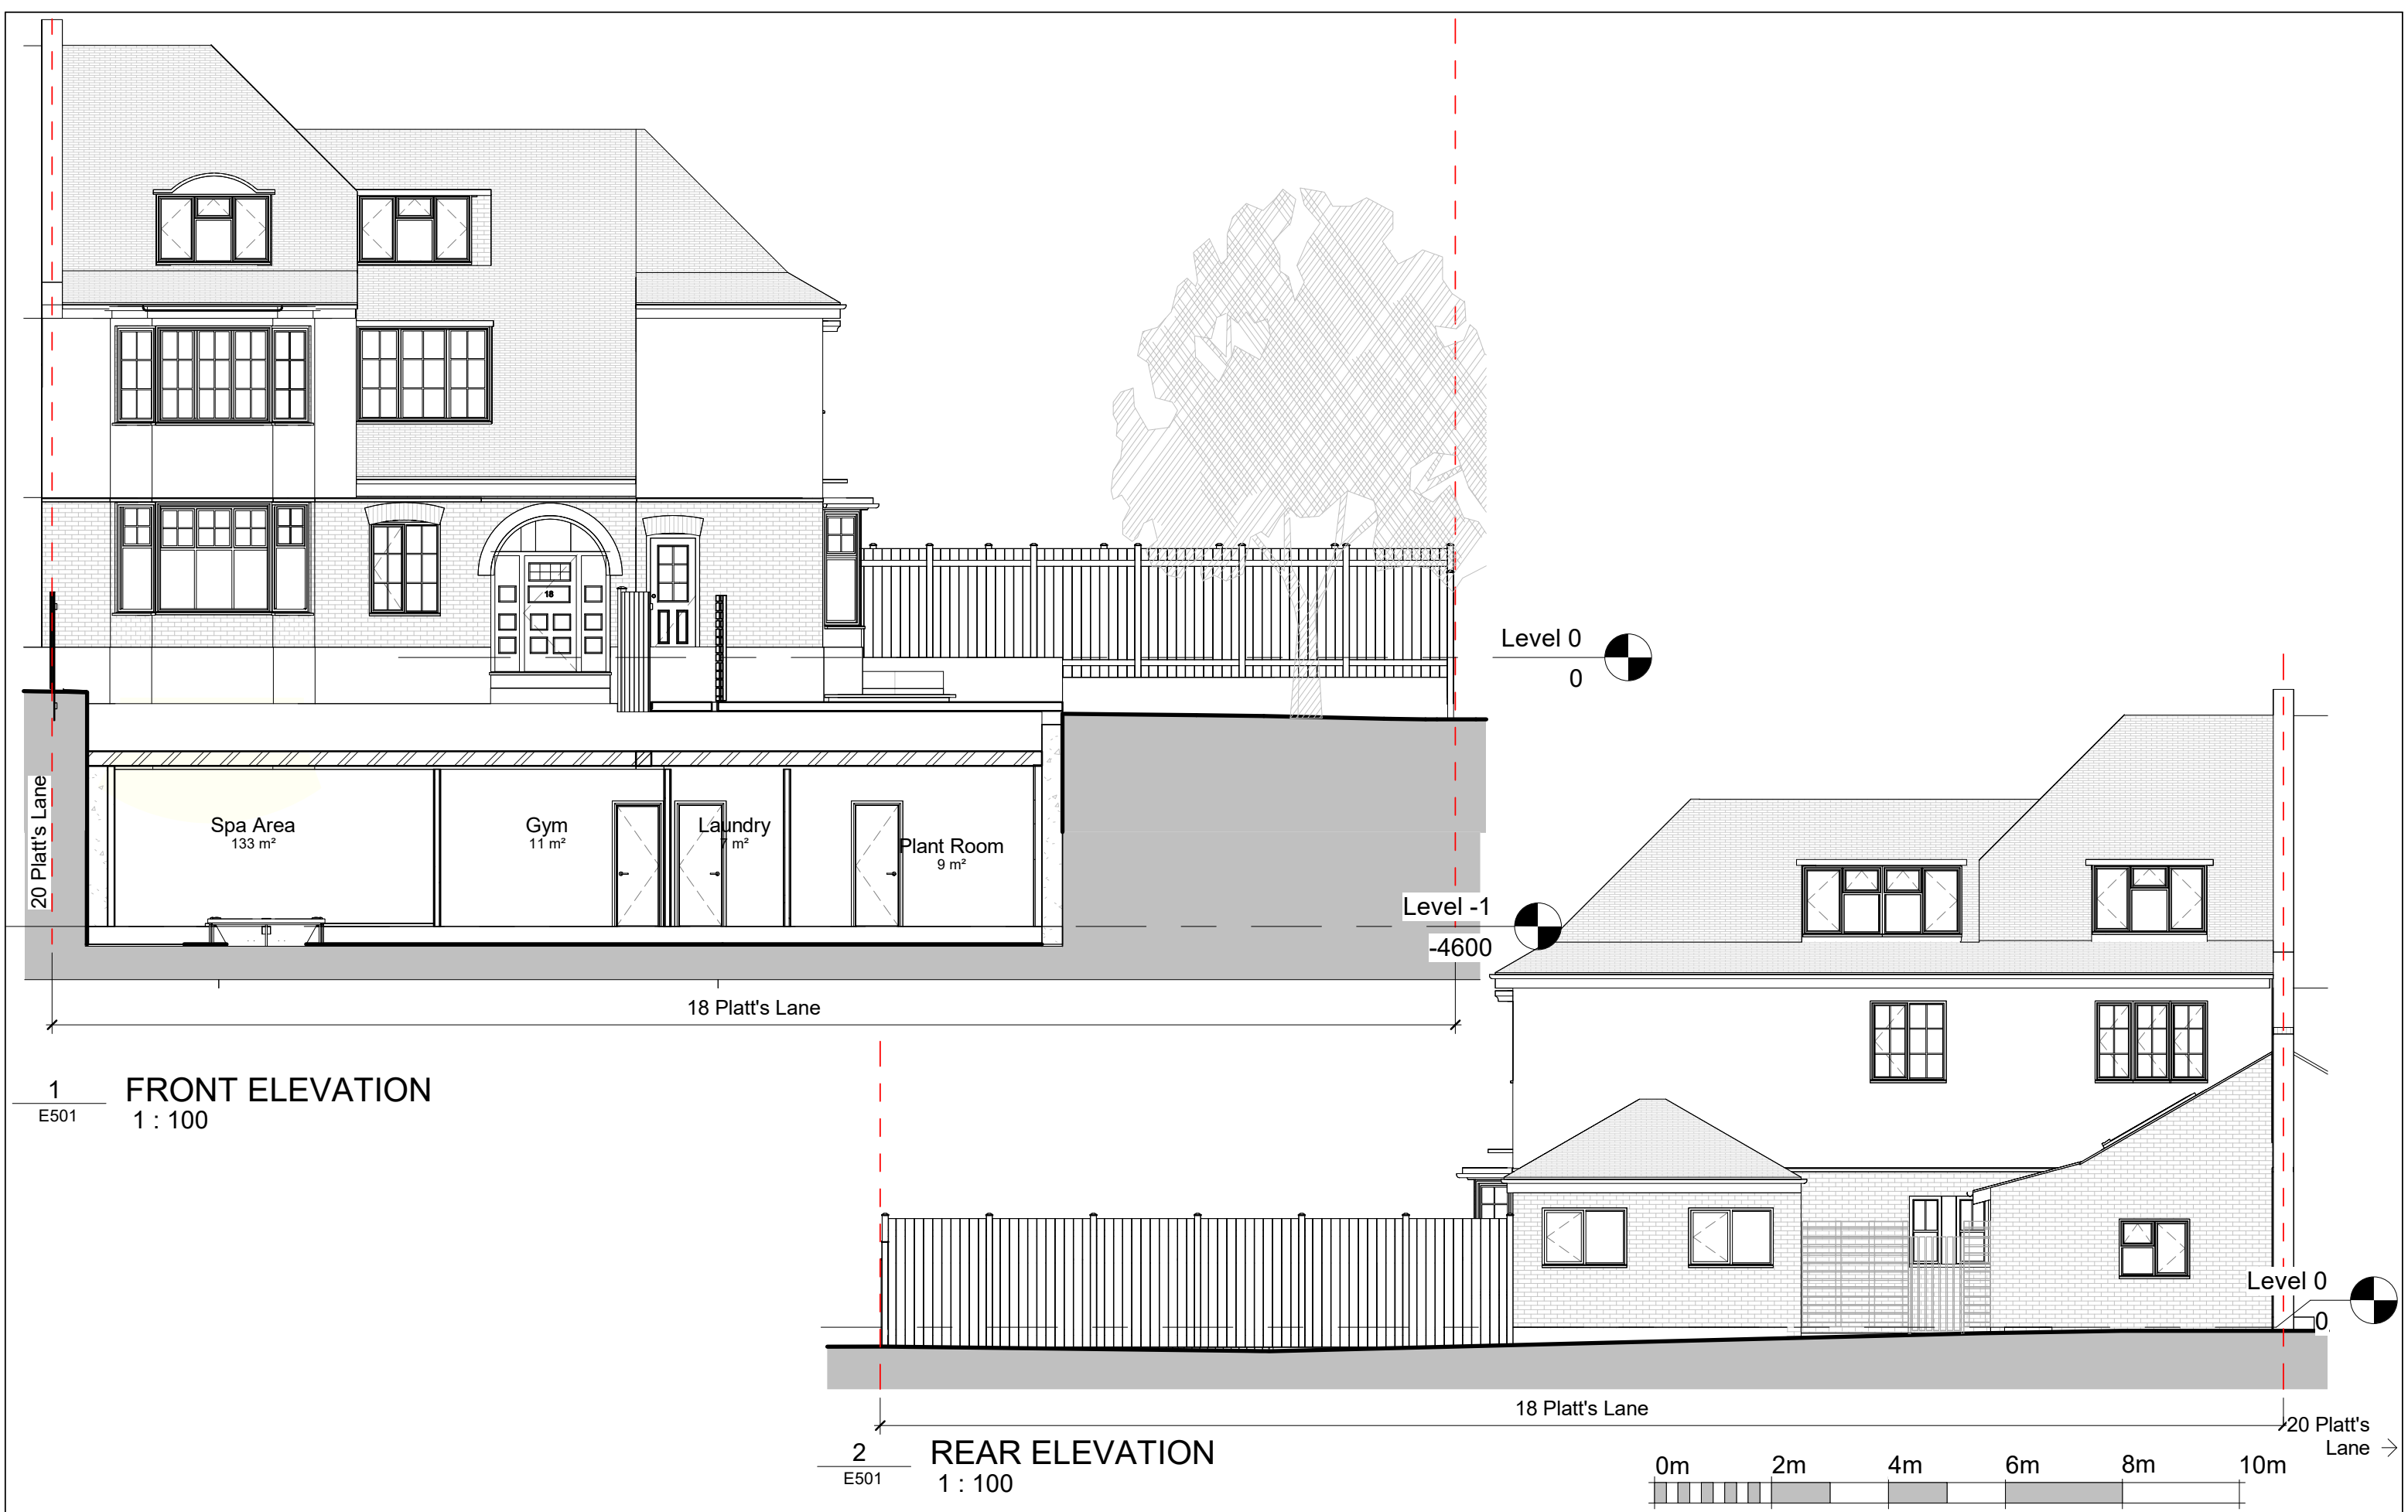 18
Level 0
0
20 Platt's Lane
Spa Area
133 m²
Gym
11 m²
Laundry
7 m²
Plant Room
9 m²
Level -1
-4600
18 Platt's Lane
1
E501
FRONT ELEVATION
1 : 100
Level 0
0
18 Platt's Lane
20 Platt's
Lane
2
E501
REAR ELEVATION
1 : 100
0m 2m 4m 6m 8m 10m